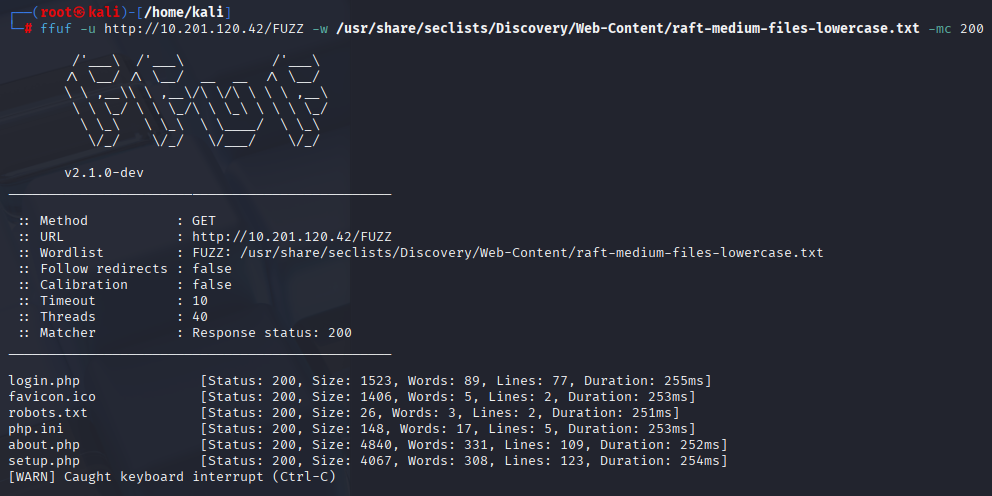 ┌──(root㉿kali)-[/home/kali]
└─# ffuf -u http://10.201.120.42/FUZZ -w /usr/share/seclists/Discovery/Web-Content/raft-medium-files-lowercase.txt -mc 200

        /'___\  /'___\           /'___\
       /\ \__/ /\ \__/  __  __  /\ \__/
       \ \ ,__\\ \ ,__\/\ \/\ \ \ \ ,__\
        \ \ \_/ \ \ \_/\ \ \_\ \ \ \ \_/
         \ \_\   \ \_\  \ \____/  \ \_\
          \/_/    \/_/   \/___/    \/_/

       v2.1.0-dev
________________________________________________

 :: Method           : GET
 :: URL              : http://10.201.120.42/FUZZ
 :: Wordlist         : FUZZ: /usr/share/seclists/Discovery/Web-Content/raft-medium-files-lowercase.txt
 :: Follow redirects : false
 :: Calibration      : false
 :: Timeout          : 10
 :: Threads          : 40
 :: Matcher          : Response status: 200
________________________________________________

login.php               [Status: 200, Size: 1523, Words: 89, Lines: 77, Duration: 255ms]
favicon.ico             [Status: 200, Size: 1406, Words: 5, Lines: 2, Duration: 253ms]
robots.txt              [Status: 200, Size: 26, Words: 3, Lines: 2, Duration: 251ms]
php.ini                 [Status: 200, Size: 148, Words: 17, Lines: 5, Duration: 253ms]
about.php               [Status: 200, Size: 4840, Words: 331, Lines: 109, Duration: 252ms]
setup.php               [Status: 200, Size: 4067, Words: 308, Lines: 123, Duration: 254ms]
[WARN] Caught keyboard interrupt (Ctrl-C)